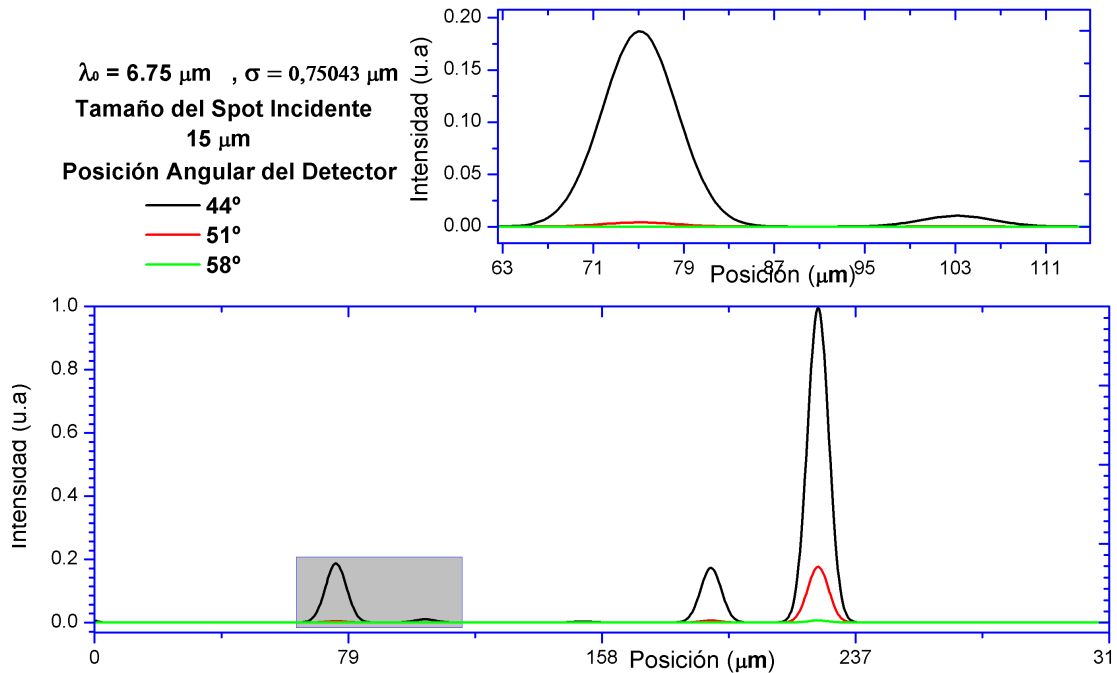 λ₀ = 6.75 μm , σ = 0,75043 μm
Tamaño del Spot Incidente
15 μm
Posición Angular del Detector
44º
51º
58º
Intensidad (u.a)
0.20
0.15
0.10
0.05
0.00
63 71 79 87 95 103 111
Posición (μm)
Intensidad (u.a)
1.0
0.8
0.6
0.4
0.2
0.0
0 79 158 237 31
Posición (μm)